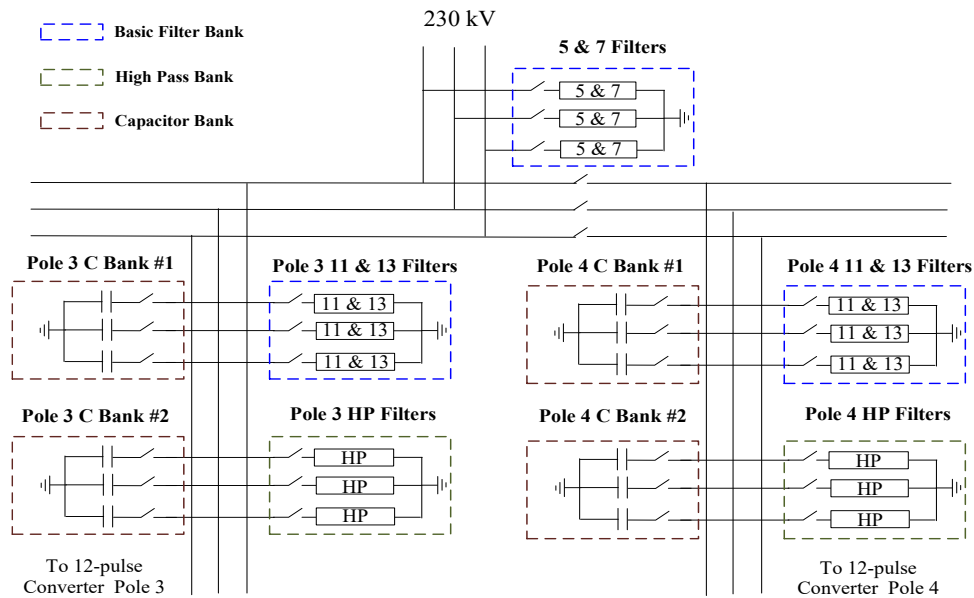 230 kV
Basic Filter Bank
High Pass Bank
Capacitor Bank
5 & 7 Filters
5 & 7
5 & 7
5 & 7
Pole 3 C Bank #1
Pole 3 11 & 13 Filters
11 & 13
11 & 13
11 & 13
Pole 4 C Bank #1
Pole 4 11 & 13 Filters
11 & 13
11 & 13
11 & 13
Pole 3 C Bank #2
Pole 3 HP Filters
HP
HP
HP
Pole 4 C Bank #2
Pole 4 HP Filters
HP
HP
HP
To 12-pulse
Converter Pole 3
To 12-pulse
Converter Pole 4